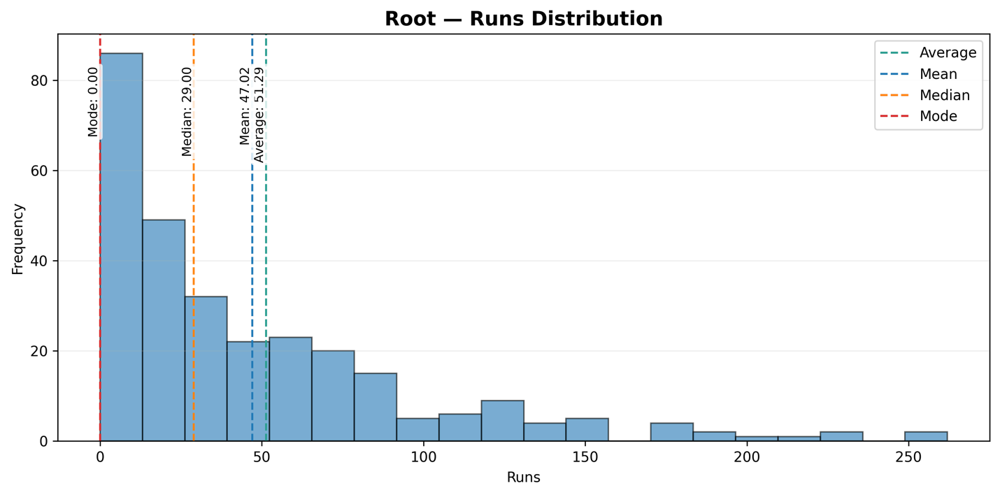 Root — Runs Distribution
Frequency
80
60
40
20
0
Mode: 0.00
Median: 29.00
Mean: 47.02
Average: 51.29
Average
Mean
Median
Mode
0
50
100
150
200
250
Runs